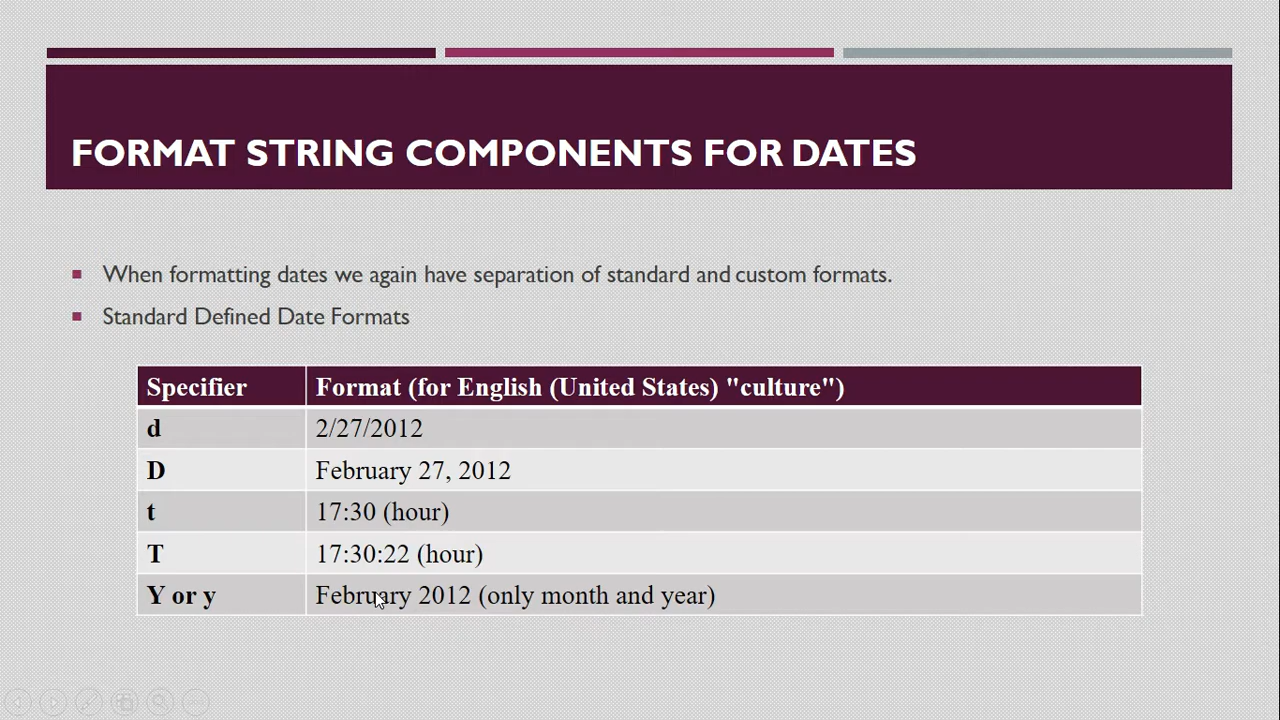 FORMAT STRING COMPONENTS FOR DATES
When formatting dates we again have separation of standard and custom formats.
Standard Defined Date Formats
Specifier Format (for English (United States) "culture")
d 2/27/2012
D February 27, 2012
t 17:30 (hour)
T 17:30:22 (hour)
Y or y February 2012 (only month and year)